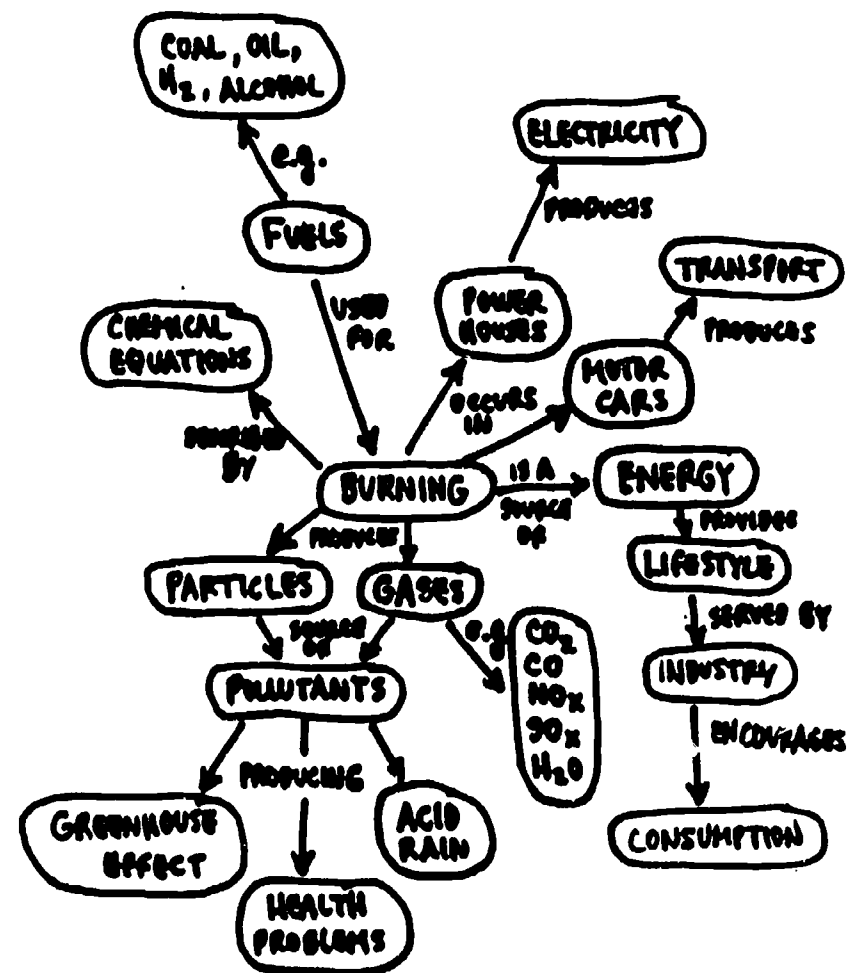 COAL, OIL,
H2, ALCOHOL
e.g.
FUELS
ELECTRICITY
PRODUCES
TRANSPORT
PRODUCES
POWER
HOUSES
MOTOR
CARS
USED
FOR
OCCURS
IN
CHEMICAL
EQUATIONS
DESCRIBED
BY
BURNING
IS A
SOURCE
OF
ENERGY
PROVIDES
LIFESTYLE
SERVED BY
INDUSTRY
ENCOURAGES
CONSUMPTION
PRODUCES
PARTICLES
GASES
SOURCE
OF
e.g.
CO2
CO
NOx
SOx
H2O
POLLUTANTS
PRODUCING
GREENHOUSE
EFFECT
ACID
RAIN
HEALTH
PROBLEMS